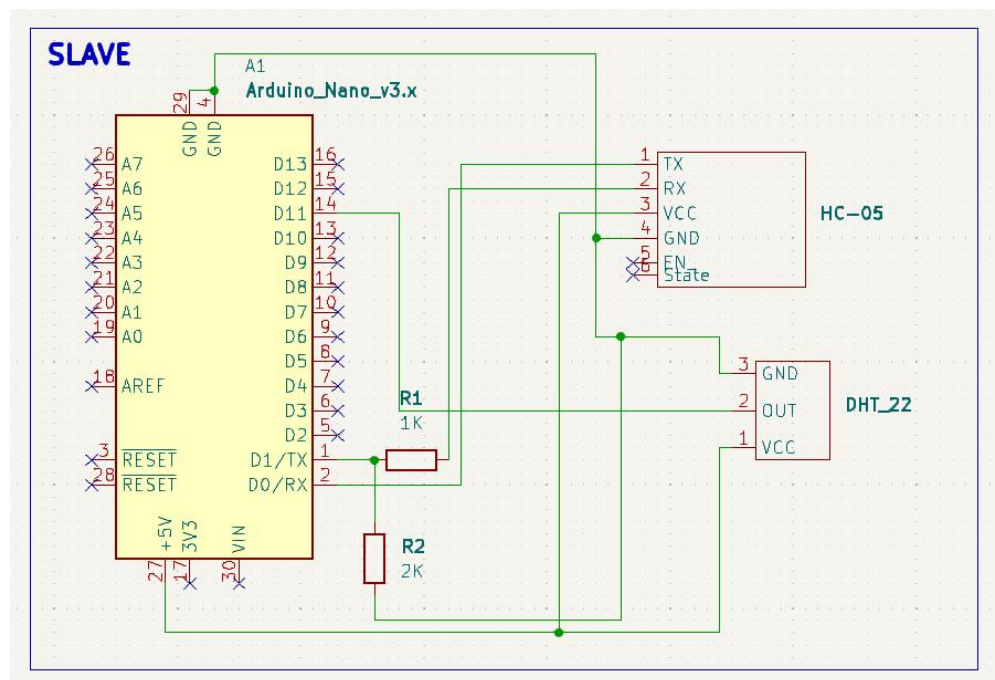 SLAVE
A1
Arduino_Nano_v3.x
29
4
GND
GND
26 A7
25 A6
24 A5
23 A4
22 A3
21 A2
20 A1
19 A0
18 AREF
3 RESET
28 RESET
D13 16
D12 15
D11 14
D10 13
D9 12
D8 11
D7 10
D6 9
D5 8
D4 7
D3 6
D2 5
D1/TX 1
D0/RX 2
+5V
3V3
VIN
27
17
30
R1
1K
R2
2K
1 TX
2 RX
3 VCC
4 GND
5 EN
6 State
HC-05
3 GND
2 OUT
1 VCC
DHT_22